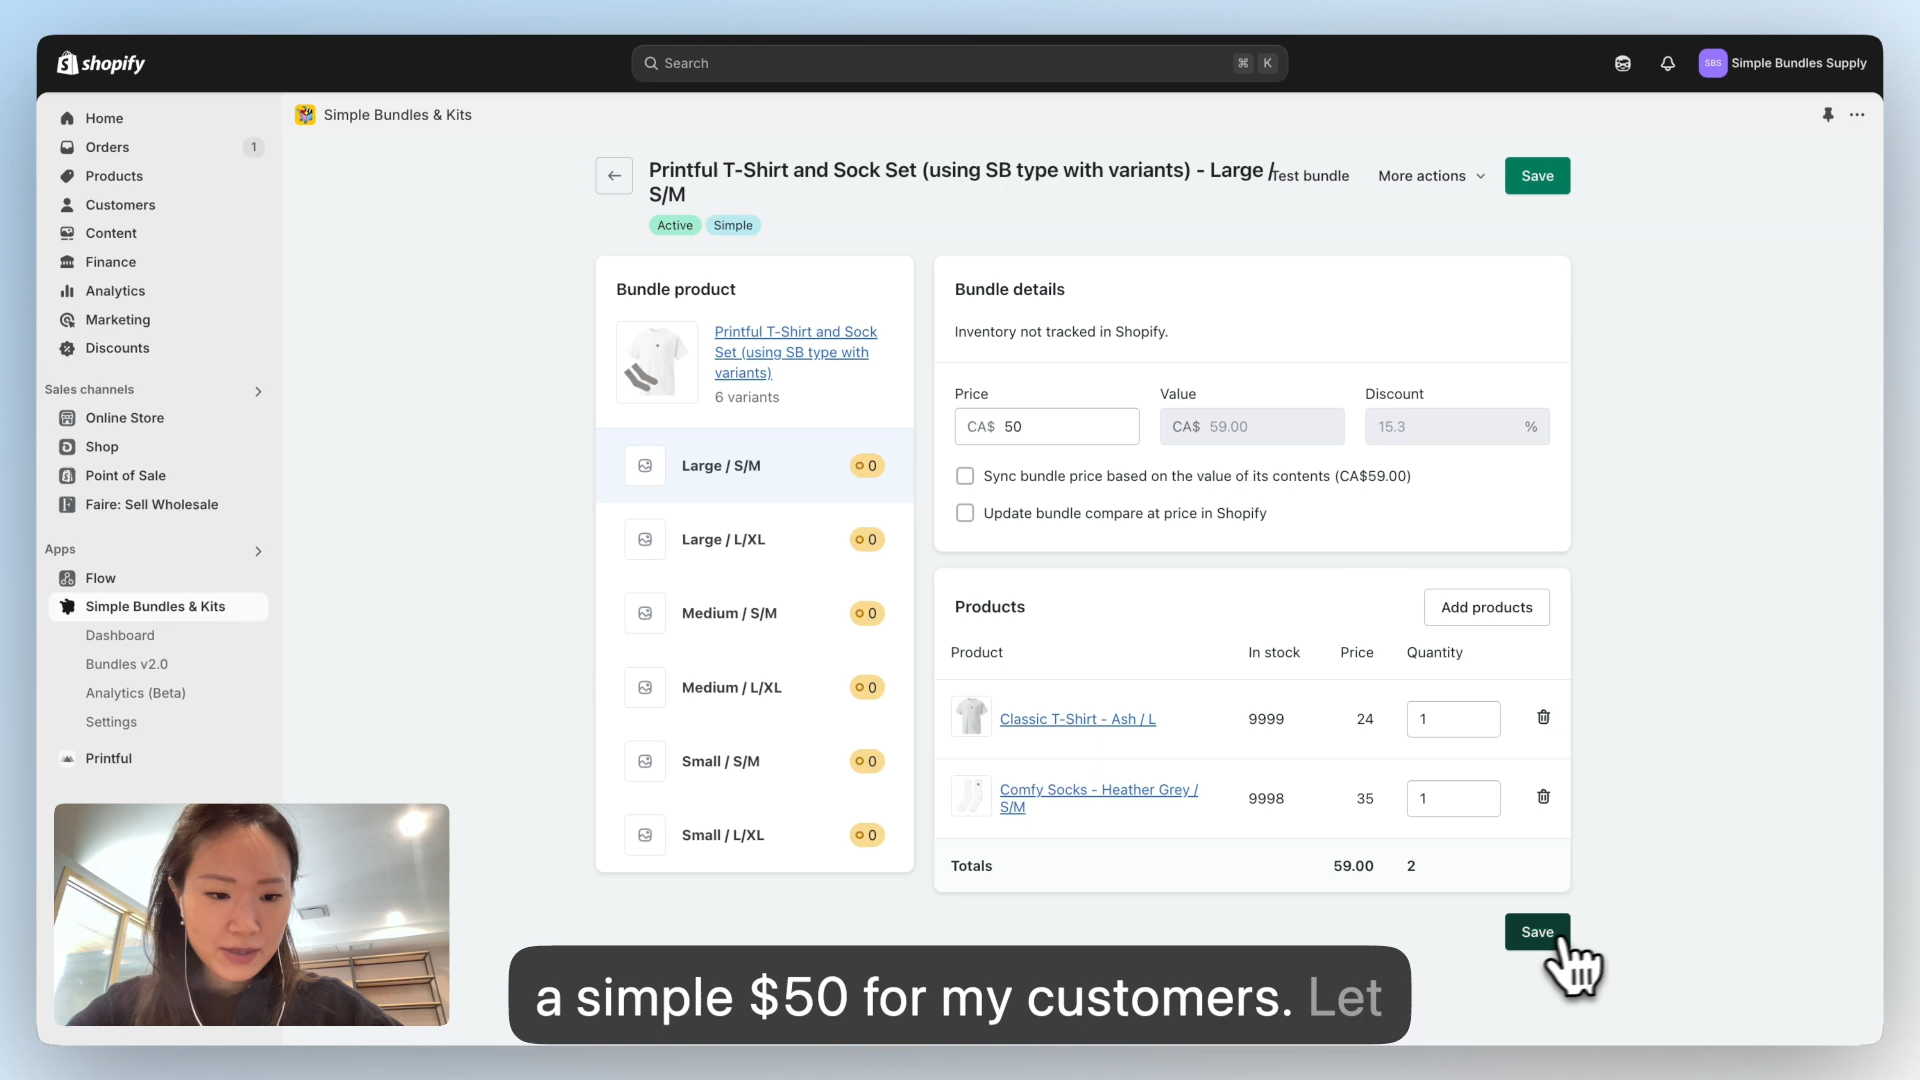 shopify
Search
⌘ K
SBS
Simple Bundles Supply
Home
Orders
1
Products
Customers
Content
Finance
Analytics
Marketing
Discounts
Sales channels
Online Store
Shop
Point of Sale
Faire: Sell Wholesale
Apps
Flow
Simple Bundles & Kits
Dashboard
Bundles v2.0
Analytics (Beta)
Settings
Printful
Simple Bundles & Kits
Printful T-Shirt and Sock Set (using SB type with variants) - Large /
S/M
Active
Simple
Test bundle
More actions
Save
Bundle product
Printful T-Shirt and Sock
Set (using SB type with
variants)
6 variants
Large / S/M
0
Large / L/XL
0
Medium / S/M
0
Medium / L/XL
0
Small / S/M
0
Small / L/XL
0
Bundle details
Inventory not tracked in Shopify.
Price
Value
Discount
CA$ 50
CA$ 59.00
15.3 %
Sync bundle price based on the value of its contents (CA$59.00)
Update bundle compare at price in Shopify
Products
Add products
Product
In stock
Price
Quantity
Classic T-Shirt - Ash / L
9999
24
1
Comfy Socks - Heather Grey /
S/M
9998
35
1
Totals
59.00
2
Save
a simple $50 for my customers. Let